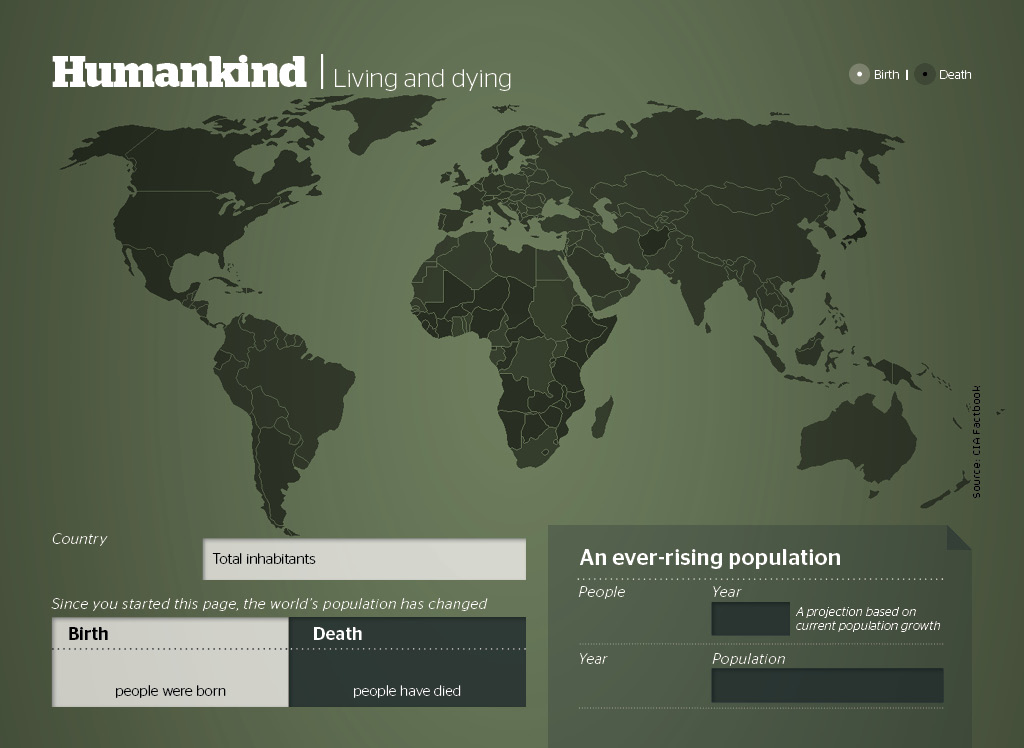 Humankind | Living and dying
Birth | Death
Source: CIA Factbook
Country
Total inhabitants
Since you started this page, the world's population has changed
Birth
Death
people were born
people have died
An ever-rising population
People
Year
A projection based on
current population growth
Year
Population